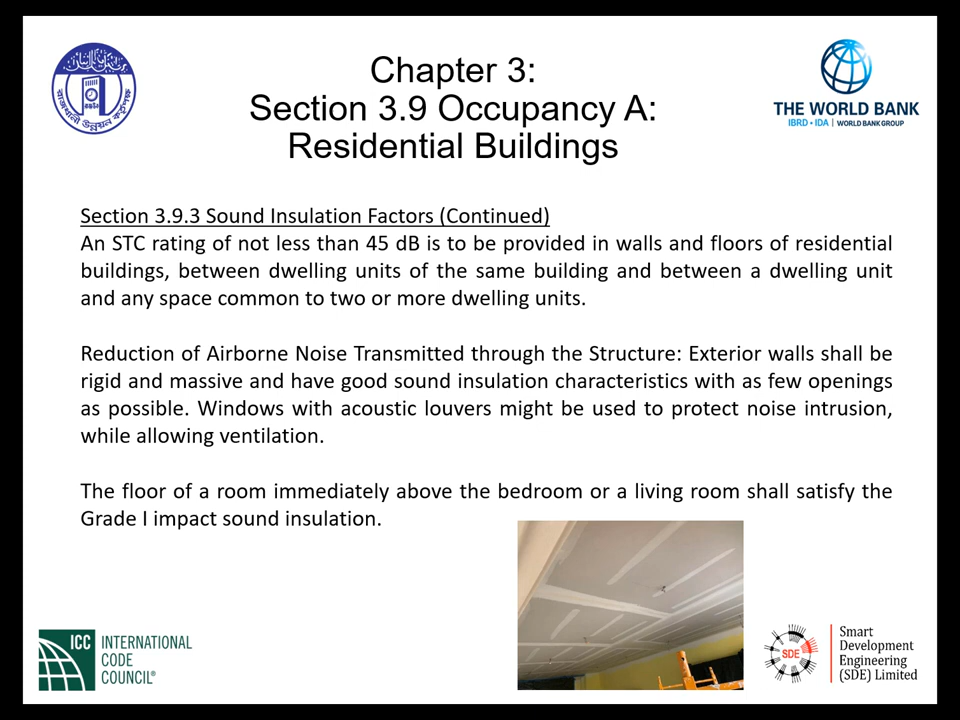 Chapter 3:
Section 3.9 Occupancy A:
Residential Buildings
THE WORLD BANK
IBRD • IDA | WORLD BANK GROUP
Section 3.9.3 Sound Insulation Factors (Continued)
An STC rating of not less than 45 dB is to be provided in walls and floors of residential
buildings, between dwelling units of the same building and between a dwelling unit
and any space common to two or more dwelling units.
Reduction of Airborne Noise Transmitted through the Structure: Exterior walls shall be
rigid and massive and have good sound insulation characteristics with as few openings
as possible. Windows with acoustic louvers might be used to protect noise intrusion,
while allowing ventilation.
The floor of a room immediately above the bedroom or a living room shall satisfy the
Grade I impact sound insulation.
ICC
INTERNATIONAL
CODE
COUNCIL®
SDE
Smart
Development
Engineering
(SDE) Limited